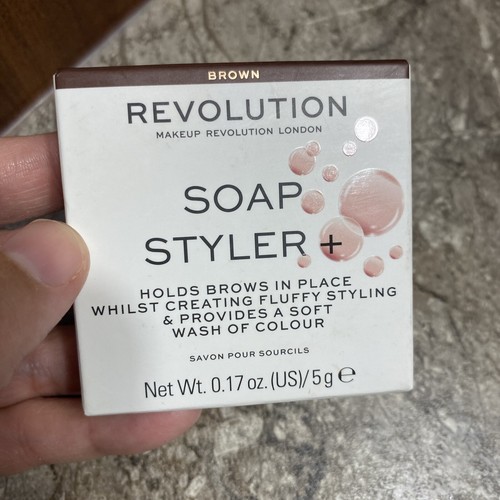 BROWN
REVOLUTION
MAKEUP REVOLUTION LONDON
SOAP
STYLER +
HOLDS BROWS IN PLACE
WHILST CREATING FLUFFY STYLING
& PROVIDES A SOFT
WASH OF COLOUR
SAVON POUR SOURCILS
Net Wt. 0.17 oz. (US)/5g ℮